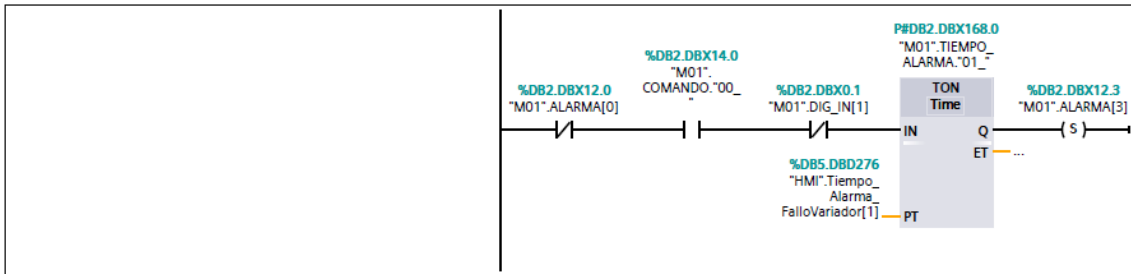 P#DB2.DBX168.0
"M01".TIEMPO_
ALARMA."01_"
%DB2.DBX14.0
"M01".
COMANDO."00_
"
%DB2.DBX12.0
"M01".ALARMA[0]
%DB2.DBX0.1
"M01".DIG_IN[1]
TON
Time
%DB2.DBX12.3
"M01".ALARMA[3]
IN
Q
S
ET
...
%DB5.DBD276
"HMI".Tiempo_
Alarma_
FalloVariador[1]
PT